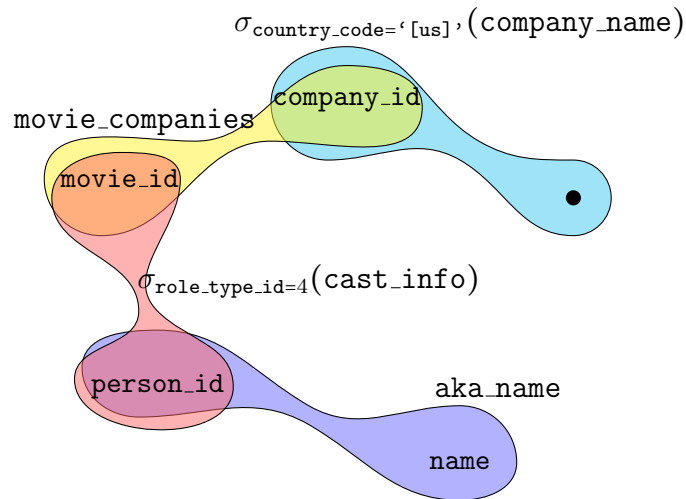 σcountry_code=‘[us]’(company_name)
company_id
movie_companies
movie_id
σrole_type_id=4(cast_info)
person_id
aka_name
name